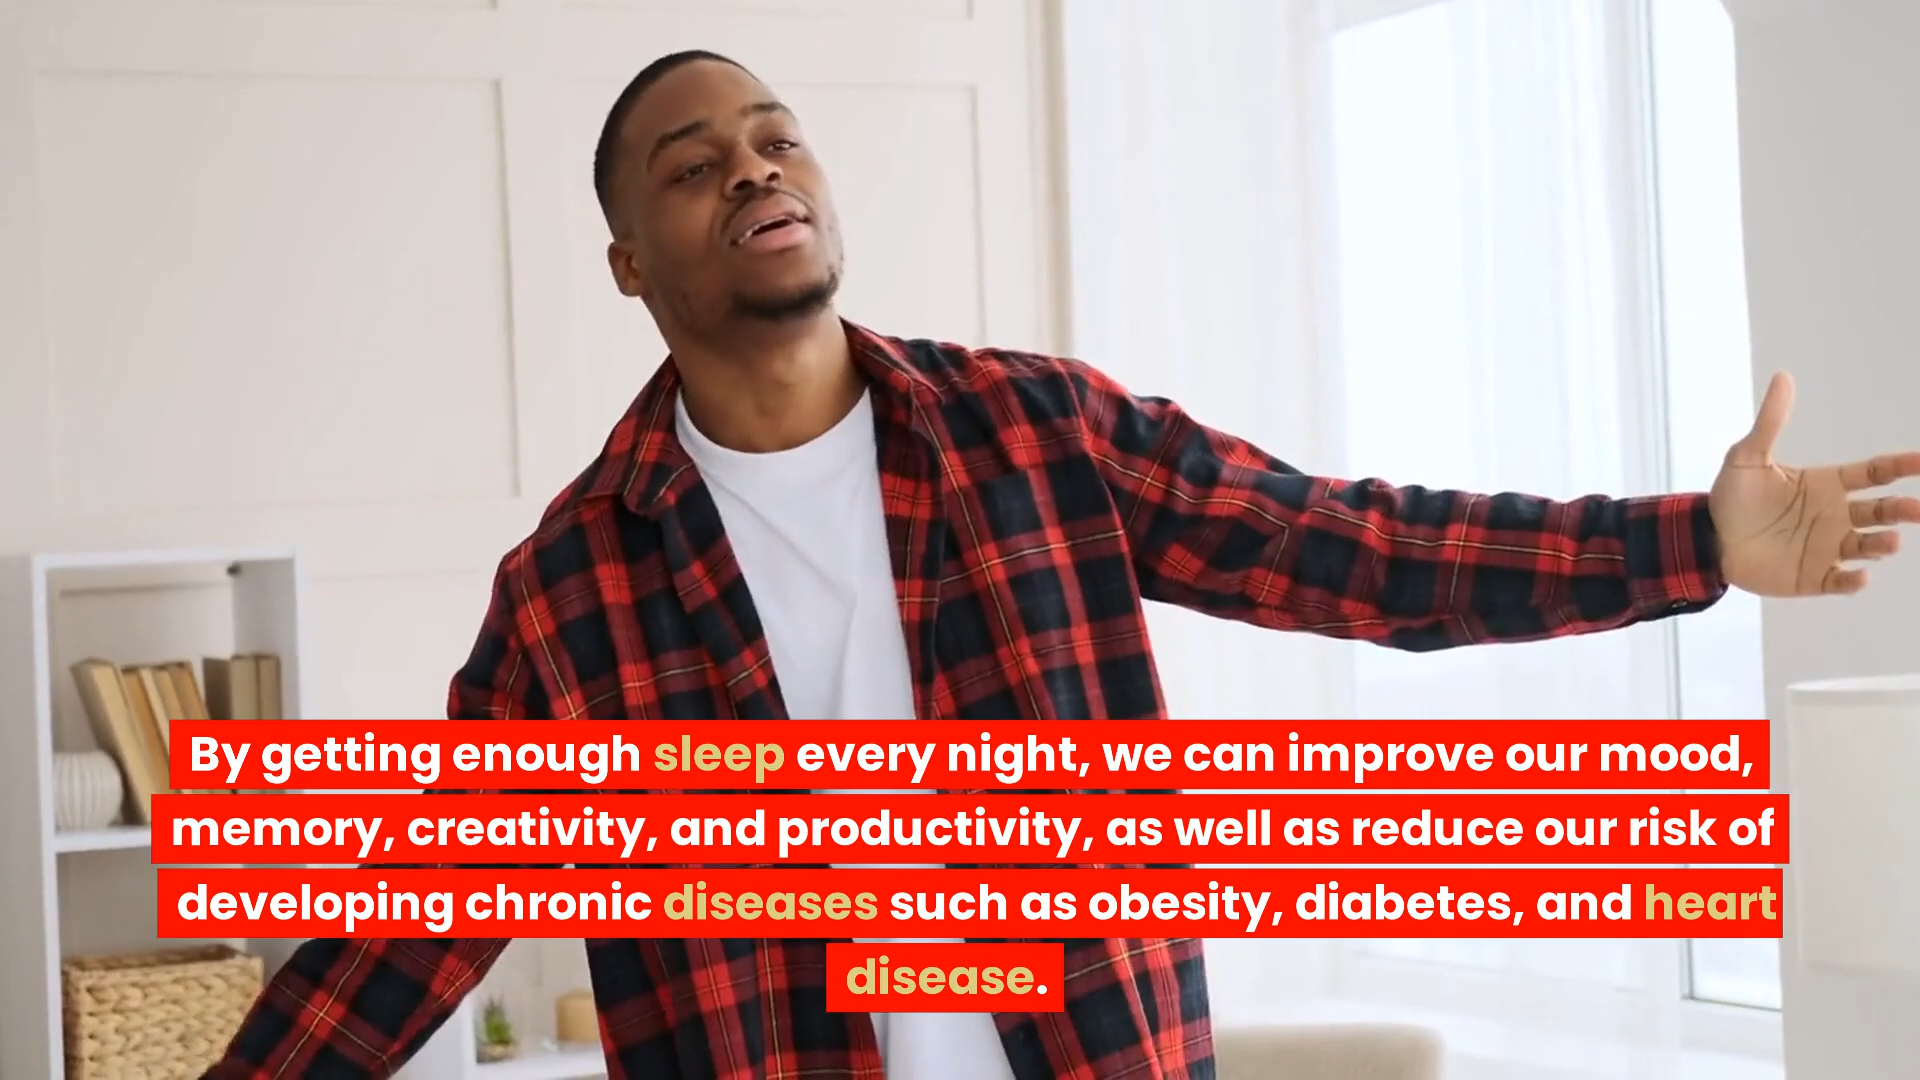 By getting enough sleep every night, we can improve our mood,
memory, creativity, and productivity, as well as reduce our risk of
developing chronic diseases such as obesity, diabetes, and heart
disease.